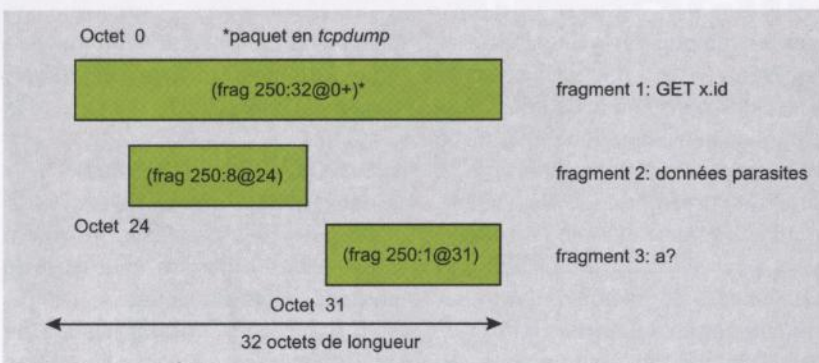 Octet 0 *paquet en tcpdump
(frag 250:32@0+)* fragment 1: GET x.id
(frag 250:8@24) fragment 2: données parasites
Octet 24
(frag 250:1@31) fragment 3: a?
Octet 31
32 octets de longueur